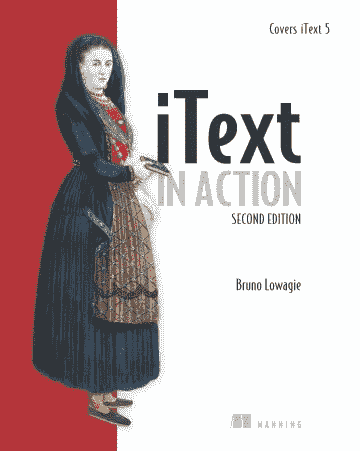 Covers iText 5
iText
IN ACTION
SECOND EDITION
Bruno Lowagie
MANNING